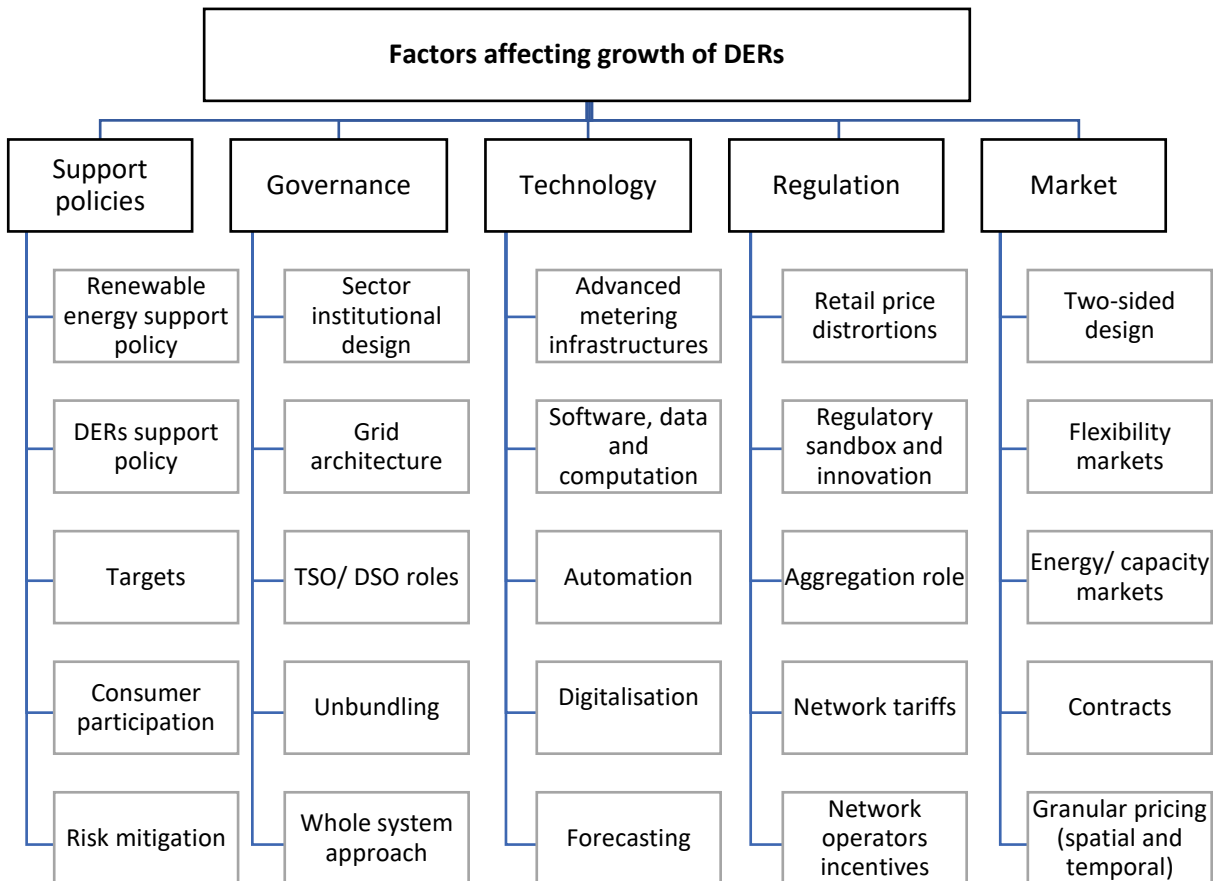 Factors affecting growth of DERs
Support
policies
Governance
Technology
Regulation
Market
Renewable
energy support
policy
DERs support
policy
Targets
Consumer
participation
Risk mitigation
Sector
institutional
design
Grid
architecture
TSO/ DSO roles
Unbundling
Whole system
approach
Advanced
metering
infrastructures
Software, data
and
computation
Automation
Digitalisation
Forecasting
Retail price
distrortions
Regulatory
sandbox and
innovation
Aggregation role
Network tariffs
Network
operators
incentives
Two-sided
design
Flexibility
markets
Energy/ capacity
markets
Contracts
Granular pricing
(spatial and
temporal)